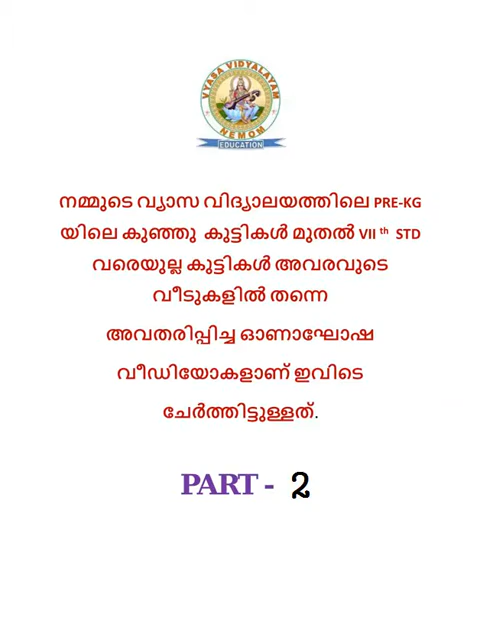 VYASA VIDYALAYAM
NEMOM
EDUCATION
നമ്മുടെ വ്യാസ വിദ്യാലയത്തിലെ PRE-KG
യിലെ കുഞ്ഞു കുട്ടികൾ മുതൽ VII th STD
വരെയുല്ല കുട്ടികൾ അവരവുടെ
വീടുകളിൽ തന്നെ
അവതരിപ്പിച്ച ഓണാഘോഷ
വീഡിയോകളാണ് ഇവിടെ
ചേർത്തിട്ടുള്ളത്.
PART - 2